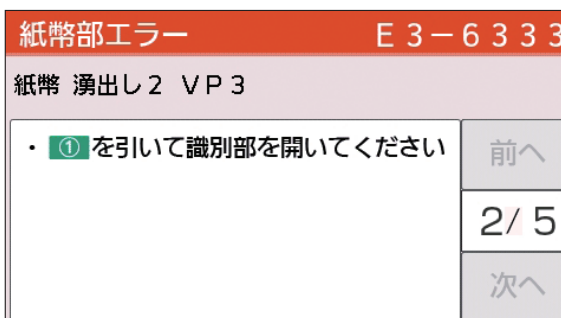 紙幣部エラー E3-6333
紙幣 湧出し2 VP3
・①を引いて識別部を開いてください
前へ
2/5
次へ